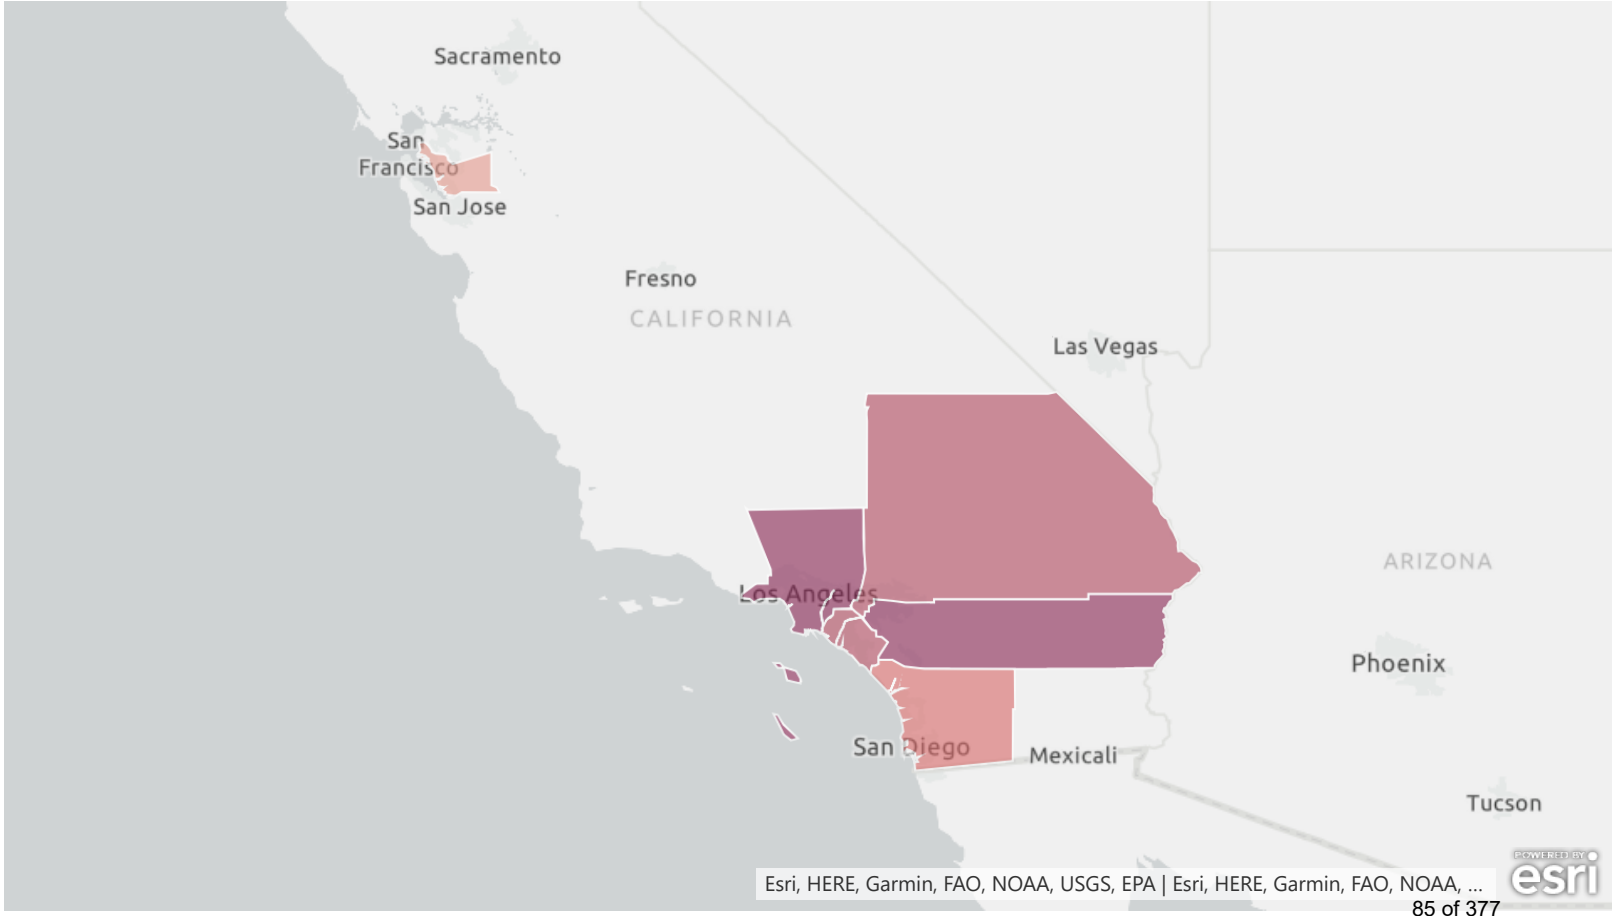 Sacramento
San
Francisco
San Jose
Fresno
CALIFORNIA
Las Vegas
Los Angeles
ARIZONA
Phoenix
San Diego
Mexicali
Tucson
POWERED BY
esri
Esri, HERE, Garmin, FAO, NOAA, USGS, EPA | Esri, HERE, Garmin, FAO, NOAA, ...
85 of 377